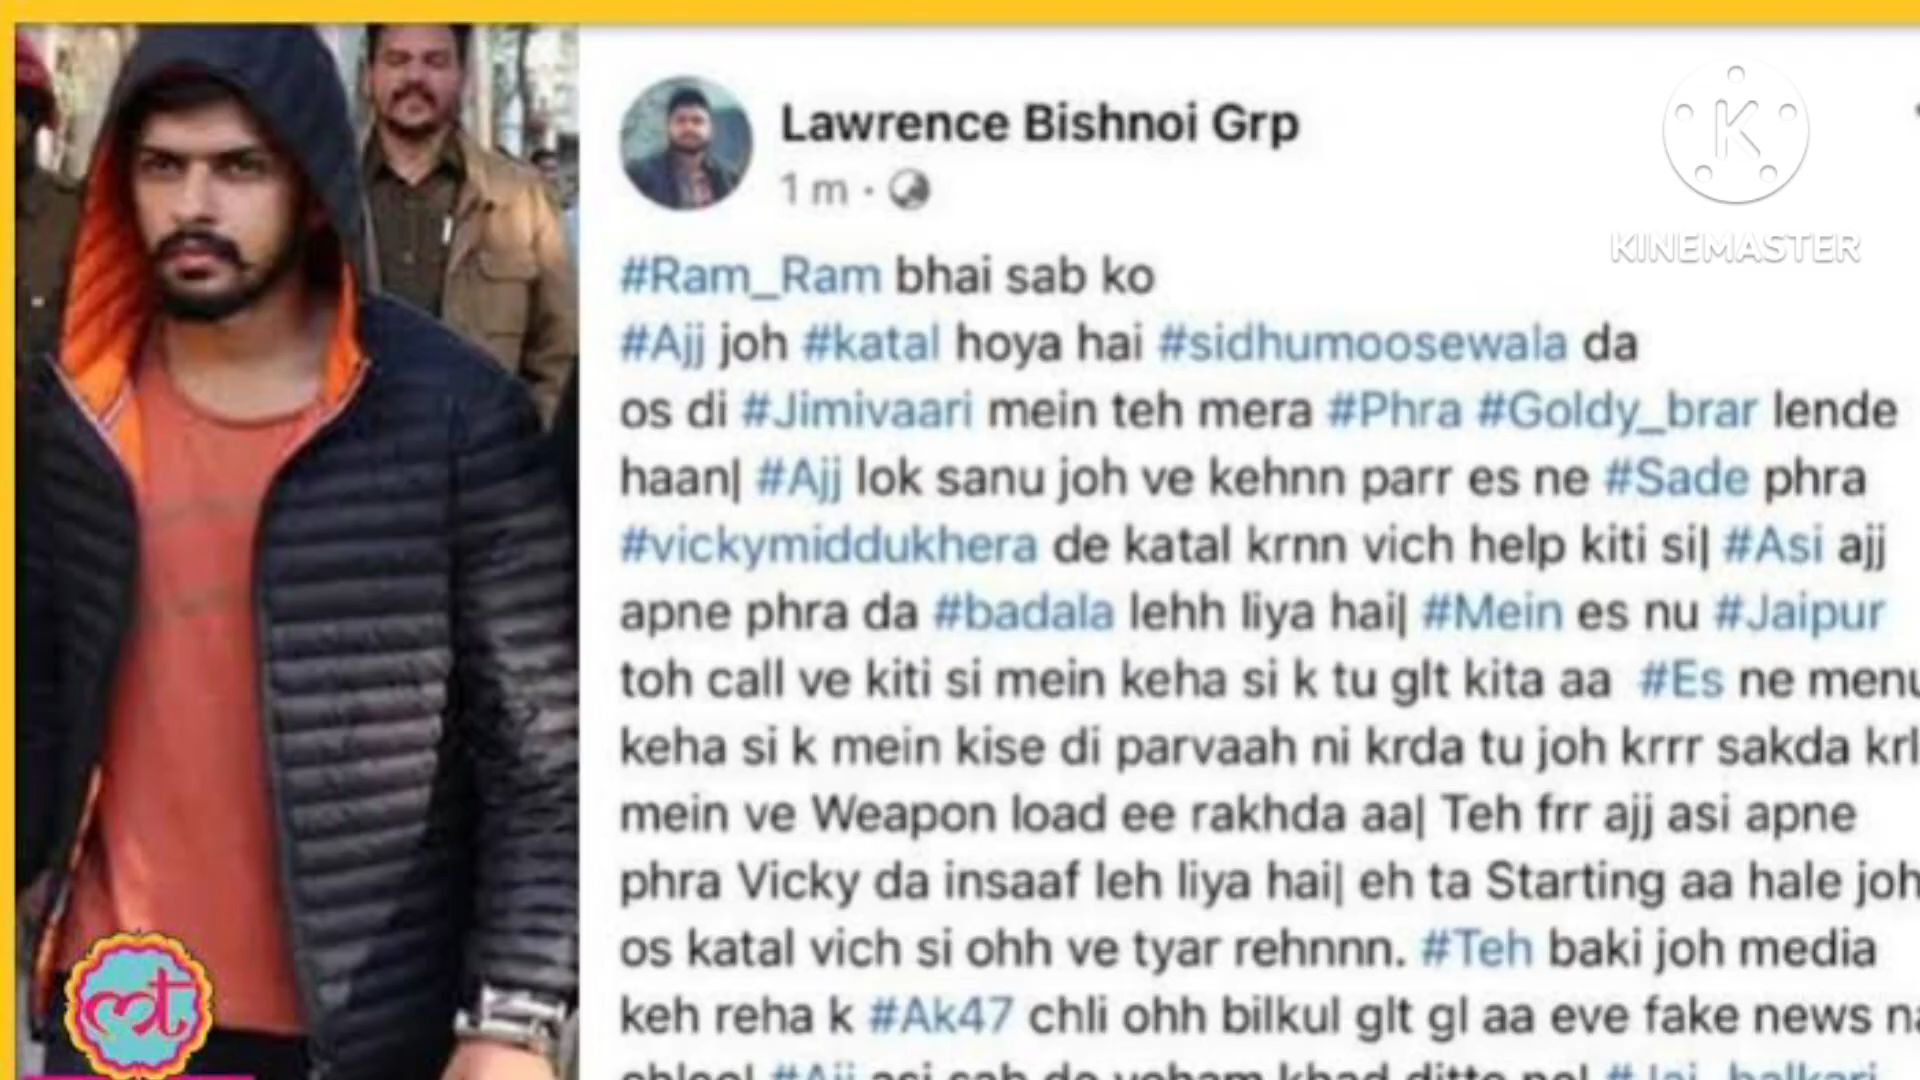 Lawrence Bishnoi Grp
1 m ·
KINEMASTER
#Ram_Ram bhai sab ko
#Ajj joh #katal hoya hai #sidhumoosewala da
os di #Jimivaari mein teh mera #Phra #Goldy_brar lende
haan| #Ajj lok sanu joh ve kehnn parr es ne #Sade phra
#vickymiddukhera de katal krnn vich help kiti si| #Asi ajj
apne phra da #badala lehh liya hai| #Mein es nu #Jaipur
toh call ve kiti si mein keha si k tu glt kita aa #Es ne menu
keha si k mein kise di parvaah ni krda tu joh krrr sakda krl
mein ve Weapon load ee rakhda aa| Teh frr ajj asi apne
phra Vicky da insaaf leh liya hai| eh ta Starting aa hale joh
os katal vich si ohh ve tyar rehnnn. #Teh baki joh media
keh reha k #Ak47 chli ohh bilkul glt gl aa eve fake news na
#Ajj asi sab de